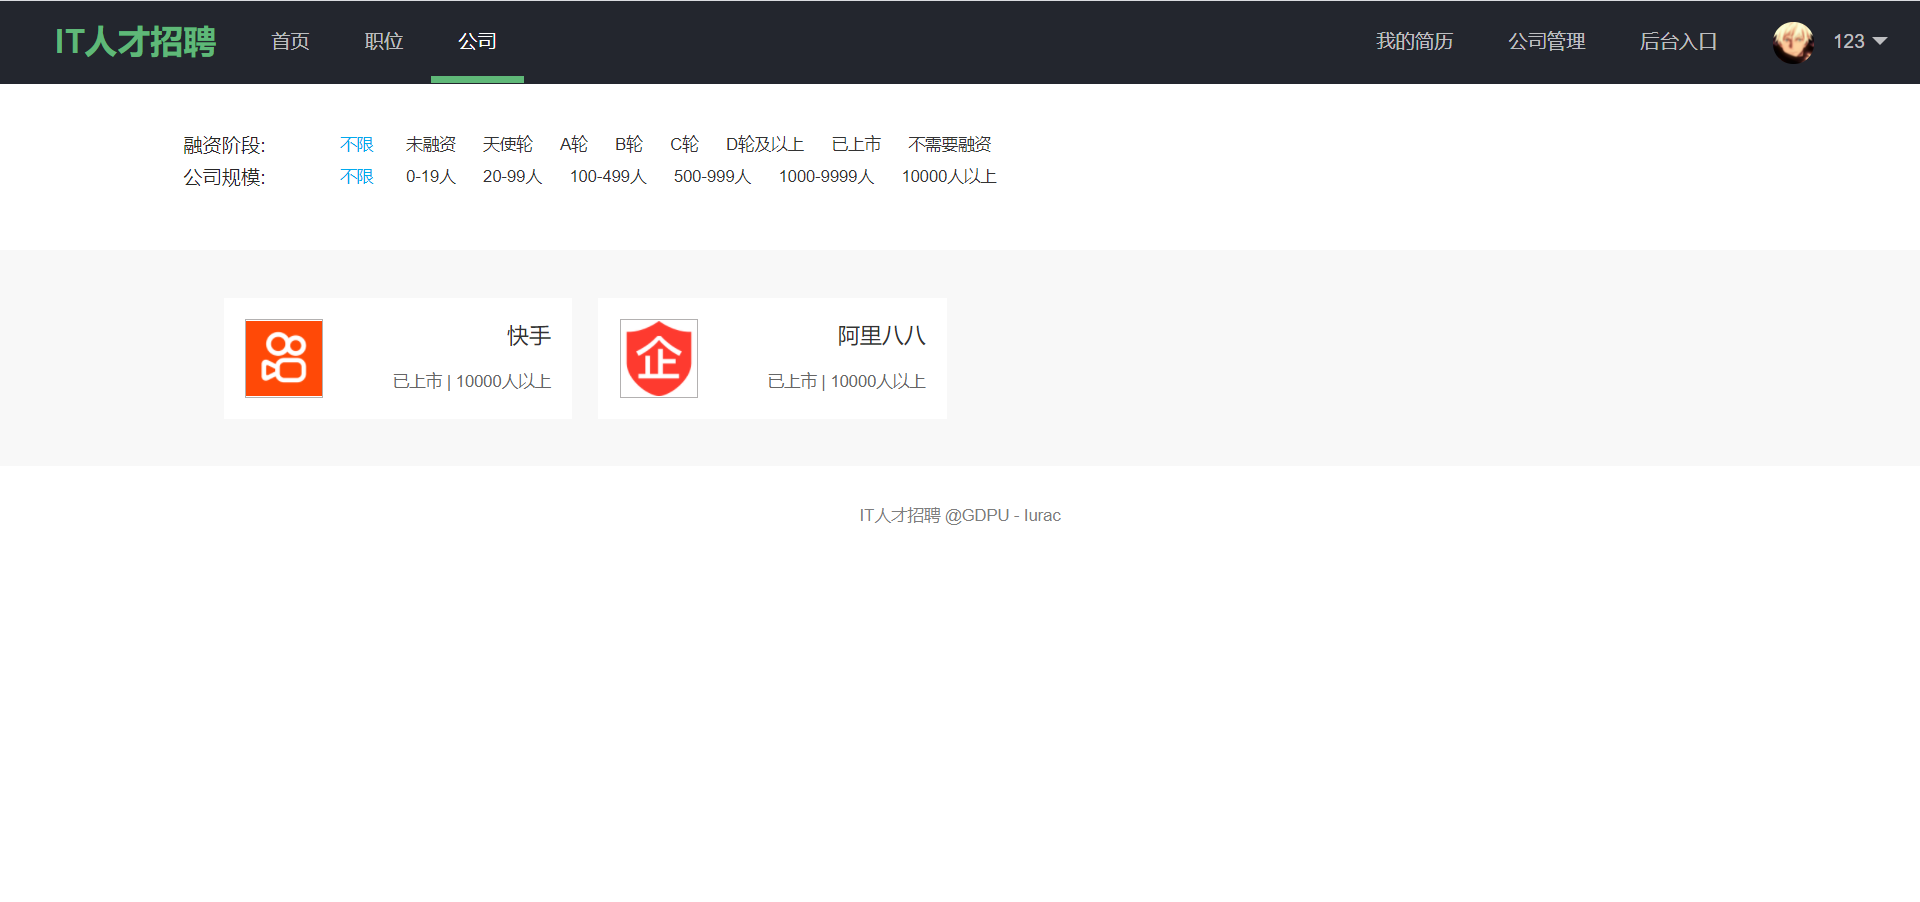 IT人才招聘 首页 职位 公司 我的简历 公司管理 后台入口 123
融资阶段: 不限 未融资 天使轮 A轮 B轮 C轮 D轮及以上 已上市 不需要融资
公司规模: 不限 0-19人 20-99人 100-499人 500-999人 1000-9999人 10000人以上
快手
已上市 | 10000人以上
企
阿里八八
已上市 | 10000人以上
IT人才招聘 @GDPU - Iurac